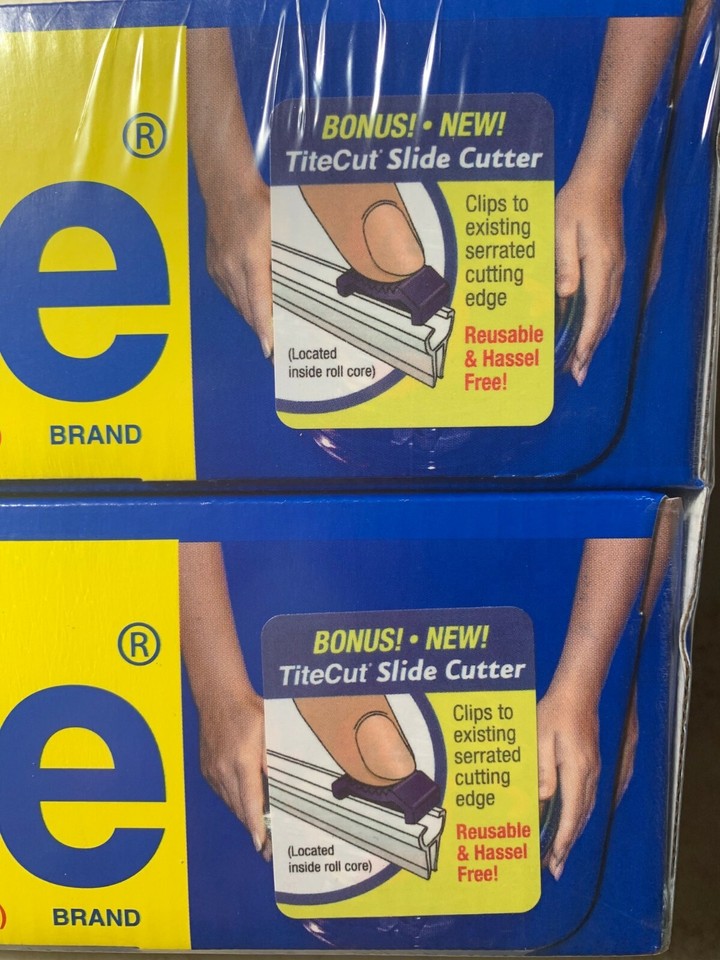 e®
BRAND
BONUS! • NEW!
TiteCut® Slide Cutter
Clips to
existing
serrated
cutting
edge
Reusable
& Hassel
Free!
(Located
inside roll core)
e®
BRAND
BONUS! • NEW!
TiteCut® Slide Cutter
Clips to
existing
serrated
cutting
edge
Reusable
& Hassel
Free!
(Located
inside roll core)